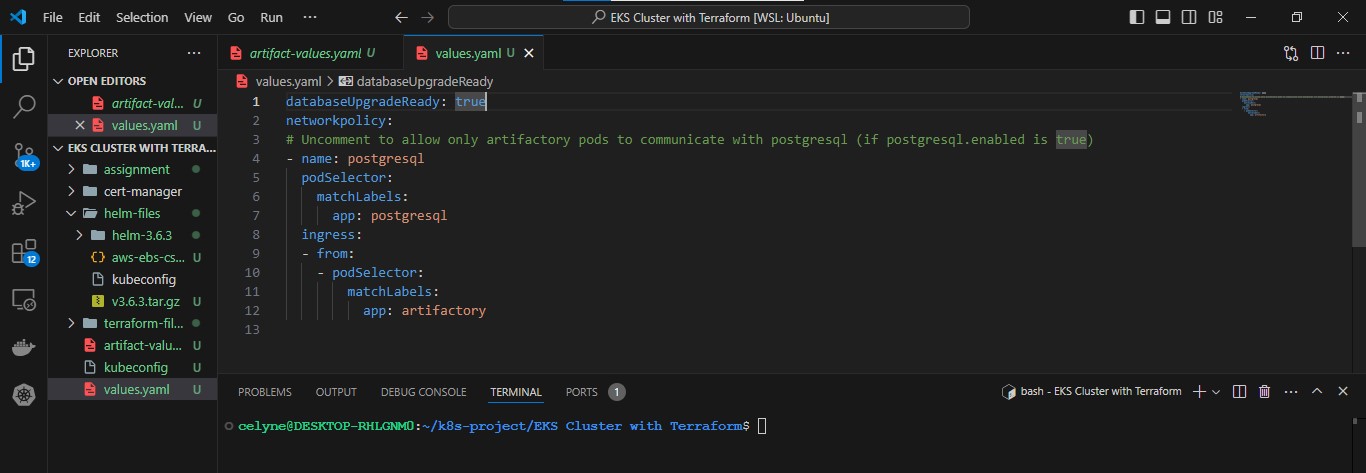 File Edit Selection View Go Run ···
EKS Cluster with Terraform [WSL: Ubuntu]
EXPLORER ···
OPEN EDITORS
artifact-val... U
values.yaml U
EKS CLUSTER WITH TERRA...
assignment
cert-manager
helm-files
helm-3.6.3
aws-ebs-cs... U
kubeconfig
v3.6.3.tar.gz U
terraform-fil...
artifact-valu... U
kubeconfig U
values.yaml U
1K+
12
artifact-values.yaml U
values.yaml U
values.yaml > databaseUpgradeReady
1 databaseUpgradeReady: true
2 networkpolicy:
3 # Uncomment to allow only artifactory pods to communicate with postgresql (if postgresql.enabled is true)
4 - name: postgresql
5 podSelector:
6 matchLabels:
7 app: postgresql
8 ingress:
9 - from:
10 - podSelector:
11 matchLabels:
12 app: artifactory
13
PROBLEMS OUTPUT DEBUG CONSOLE TERMINAL PORTS 1
bash - EKS Cluster with Terraform
celyne@DESKTOP-RHLGNM0:~/k8s-project/EKS Cluster with Terraform$